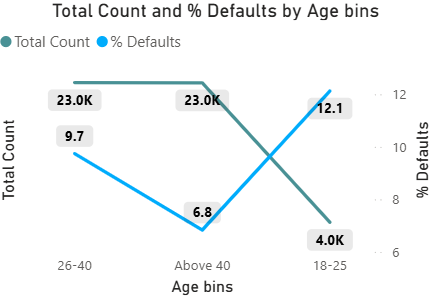 Total Count and % Defaults by Age bins
Total Count % Defaults
23.0K
23.0K
4.0K
9.7
6.8
12.1
12
10
8
6
Total Count
% Defaults
26-40
Above 40
18-25
Age bins